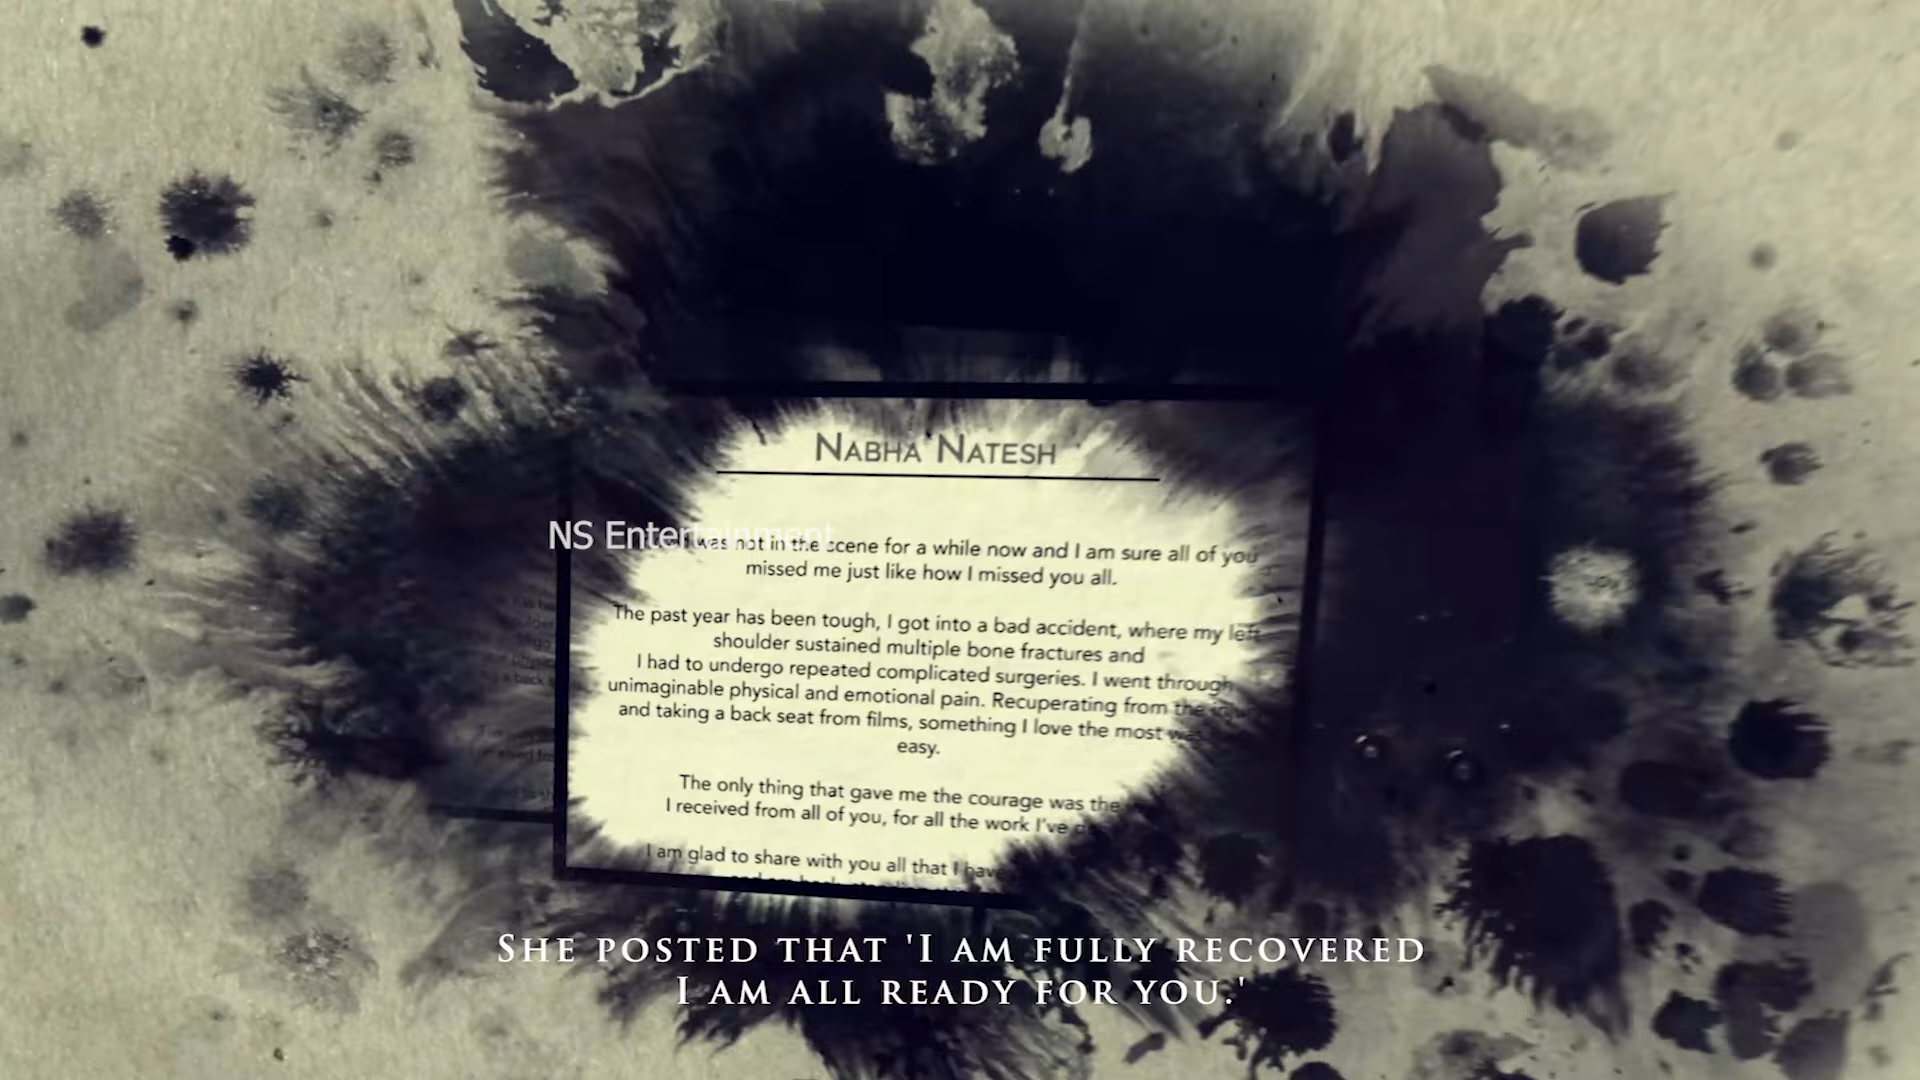 NABHA NATESH
NS Entertainment
was not in the scene for a while now and I am sure all of you
missed me just like how I missed you all.
The past year has been tough, I got into a bad accident, where my left
shoulder sustained multiple bone fractures and
I had to undergo repeated complicated surgeries. I went through
unimaginable physical and emotional pain. Recuperating from the
and taking a back seat from films, something I love the most was
easy.
The only thing that gave me the courage was the
I received from all of you, for all the work I've
I am glad to share with you all that I have
SHE POSTED THAT 'I AM FULLY RECOVERED
I AM ALL READY FOR YOU.'